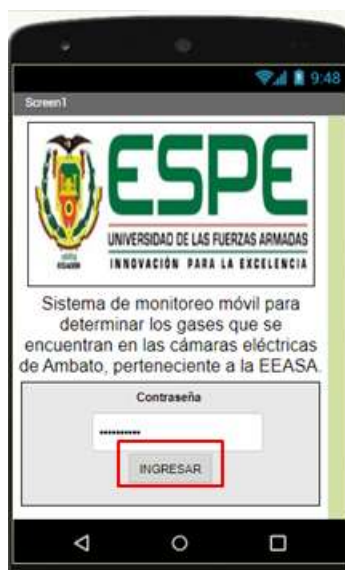 9:48
Screen1
ESPE
UNIVERSIDAD DE LAS FUERZAS ARMADAS
INNOVACIÓN PARA LA EXCELENCIA
ECUADOR
Sistema de monitoreo móvil para
determinar los gases que se
encuentran en las cámaras eléctricas
de Ambato, perteneciente a la EEASA.
Contraseña
INGRESAR